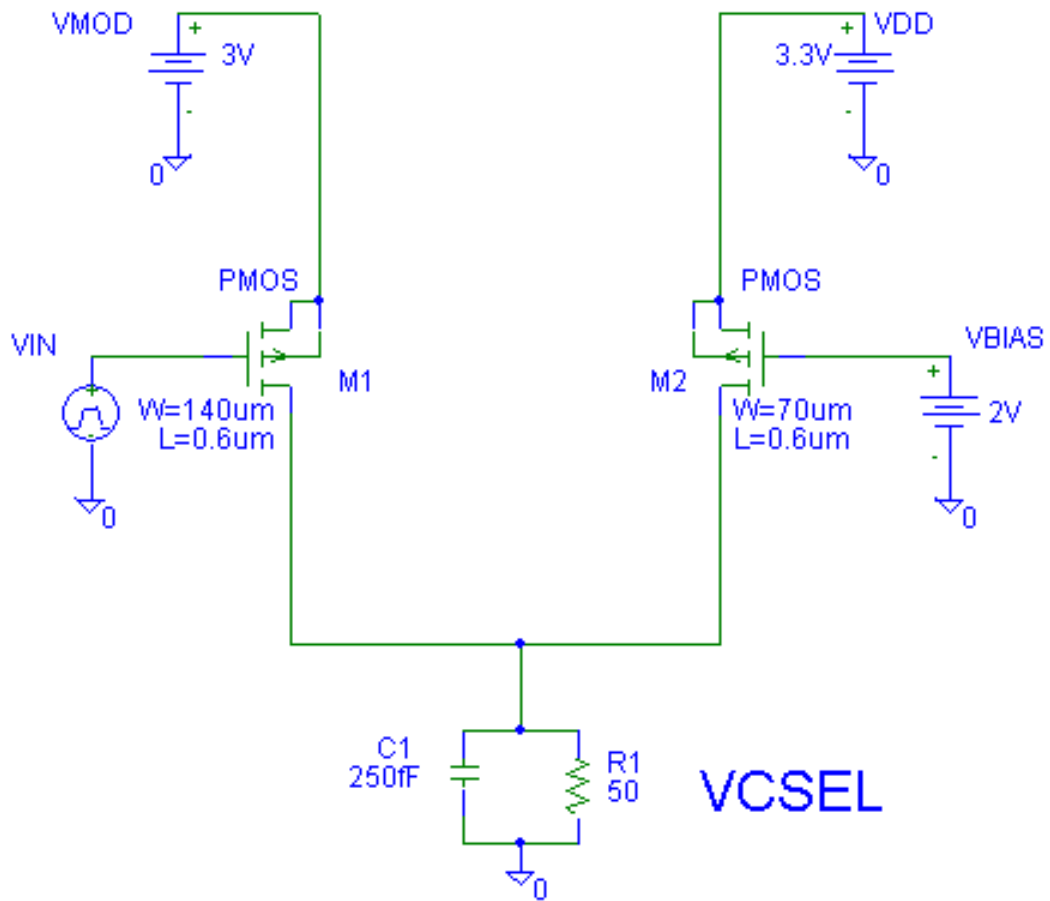 VMOD
+
3V
-
0
VDD
+
3.3V
-
0
PMOS
PMOS
VIN
+
-
M1
W=140um
L=0.6um
0
M2
W=70um
L=0.6um
VBIAS
+
2V
-
0
C1
250fF
R1
50
VCSEL
0